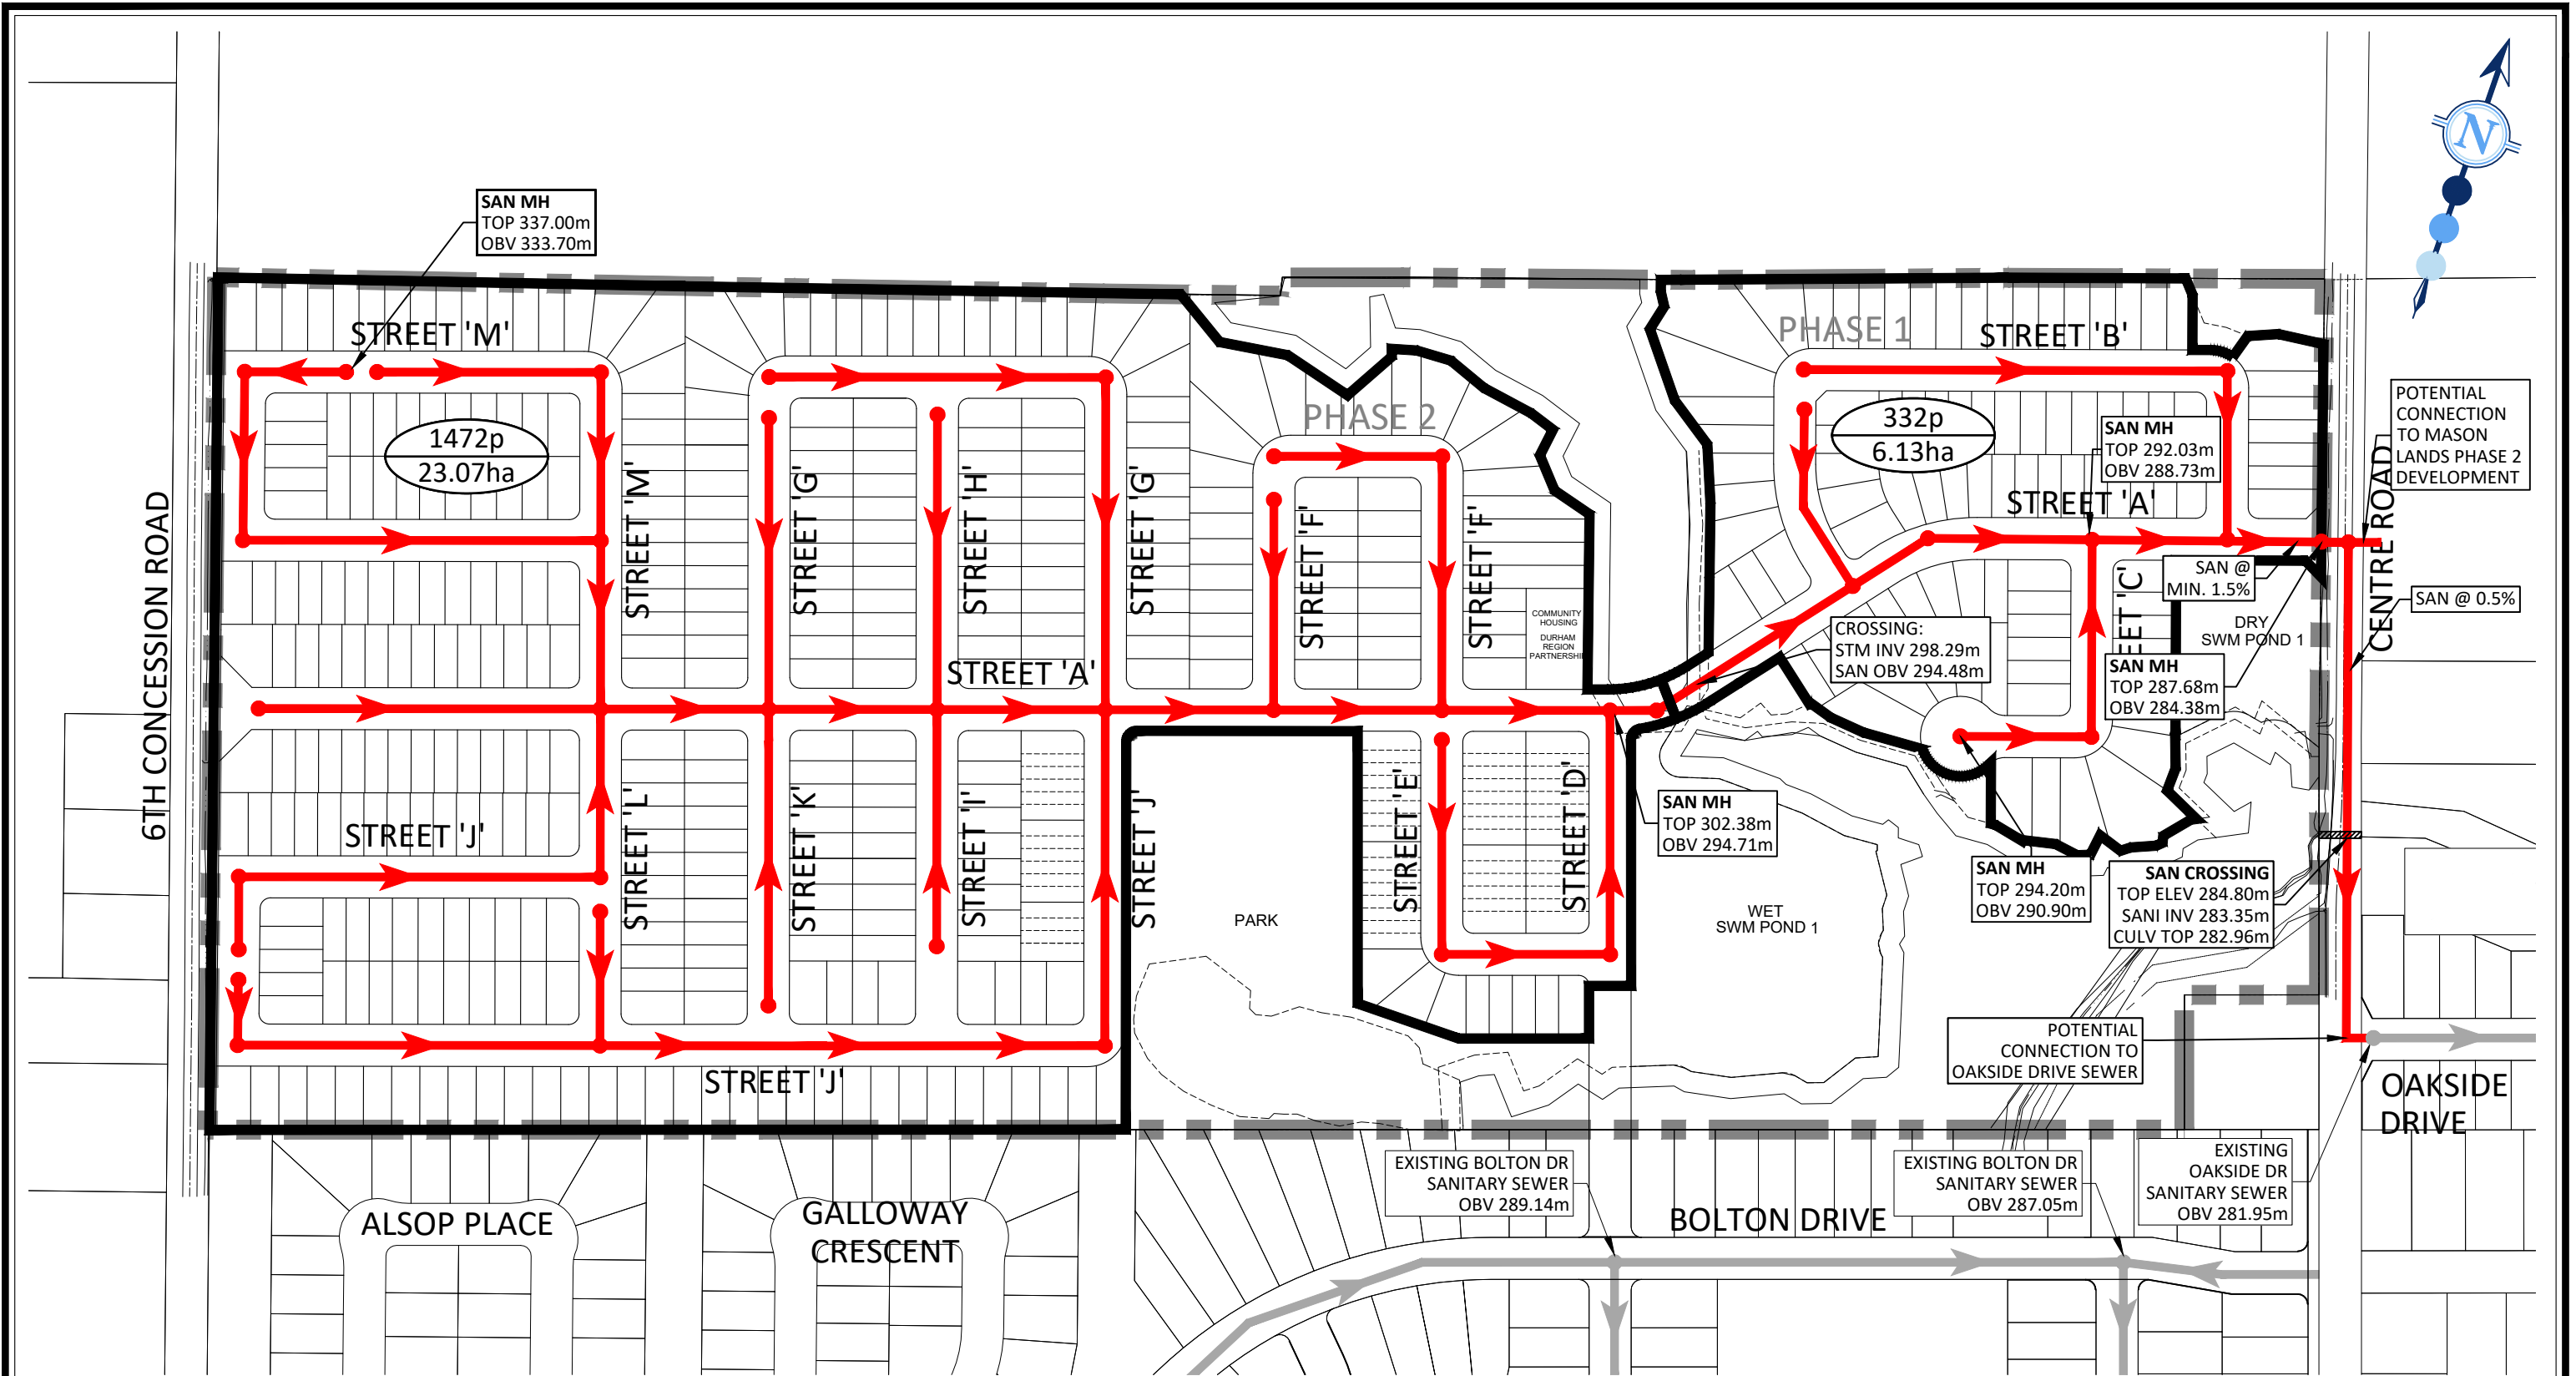 N
SAN MH
TOP 337.00m
OBV 333.70m
STREET 'M'
PHASE 1
STREET 'B'
POTENTIAL
CONNECTION
TO MASON
LANDS PHASE 2
DEVELOPMENT
PHASE 2
332p
6.13ha
SAN MH
TOP 292.03m
OBV 288.73m
1472p
23.07ha
STREET 'M'
STREET 'G'
STREET 'H'
STREET 'G'
STREET 'F'
STREET 'F'
STREET 'A'
CENTRE ROAD
6TH CONCESSION ROAD
SAN @
MIN. 1.5%
SAN @ 0.5%
COMMUNITY
HOUSING
DURHAM
REGION
PARTNERSHI
CROSSING:
STM INV 298.29m
SAN OBV 294.48m
EET 'C'
DRY
SWM POND 1
STREET 'A'
SAN MH
TOP 287.68m
OBV 284.38m
STREET 'J'
STREET 'L'
STREET 'K'
STREET 'I'
STREET 'J'
STREET 'E'
STREET 'D'
SAN MH
TOP 302.38m
OBV 294.71m
SAN MH
TOP 294.20m
OBV 290.90m
SAN CROSSING
TOP ELEV 284.80m
SANI INV 283.35m
CULV TOP 282.96m
PARK
WET
SWM POND 1
POTENTIAL
CONNECTION TO
OAKSIDE DRIVE SEWER
STREET 'J'
OAKSIDE
DRIVE
EXISTING BOLTON DR
SANITARY SEWER
OBV 289.14m
EXISTING BOLTON DR
SANITARY SEWER
OBV 287.05m
EXISTING
OAKSIDE DR
SANITARY SEWER
OBV 281.95m
ALSOP PLACE
GALLOWAY
CRESCENT
BOLTON DRIVE